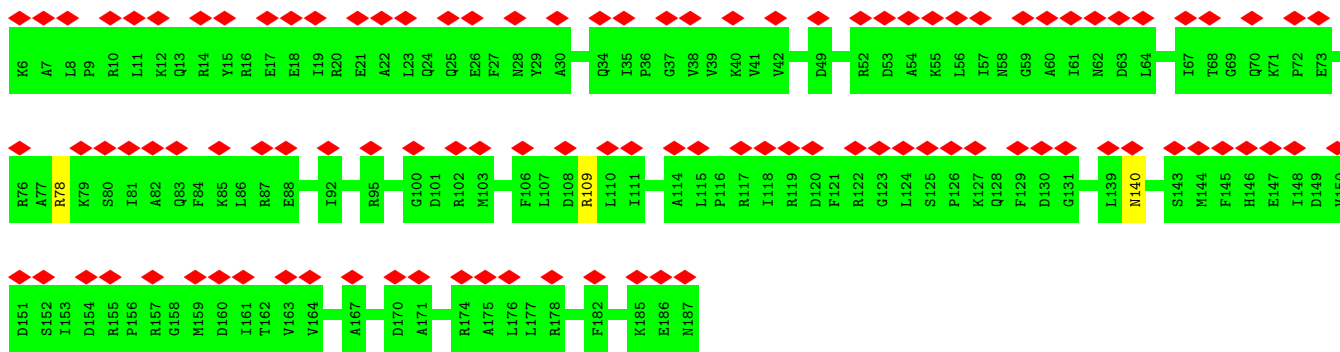 K6 A7 L8 P9 R10 L11 K12 Q13 R14 Y15 R16 E17 E18 I19 R20 E21 A22 L23 Q24 Q25 E26 F27 N28 Y29 A30 Q34 I35 P36 G37 V38 V39 K40 V41 V42 D49 R52 D53 A54 K55 L56 I57 N58 G59 A60 I61 N62 D63 L64 I67 T68 G69 Q70 K71 P72 E73
R76 A77 R78 K79 S80 I81 A82 Q83 F84 K85 L86 R87 E88 I92 R95 G100 D101 R102 M103 F106 L107 D108 R109 L110 I111 A114 L115 P116 R117 I118 R119 D120 F121 R122 G123 L124 S125 P126 K127 Q128 F129 D130 G131 L139 N140 S143 M144 F145 H146 E147 I148 D149 V150
D151 S152 I153 D154 R155 P156 R157 G158 M159 D160 I161 T162 V163 V164 A167 D170 A171 R174 A175 L176 L177 R178 F182 K185 E186 N187